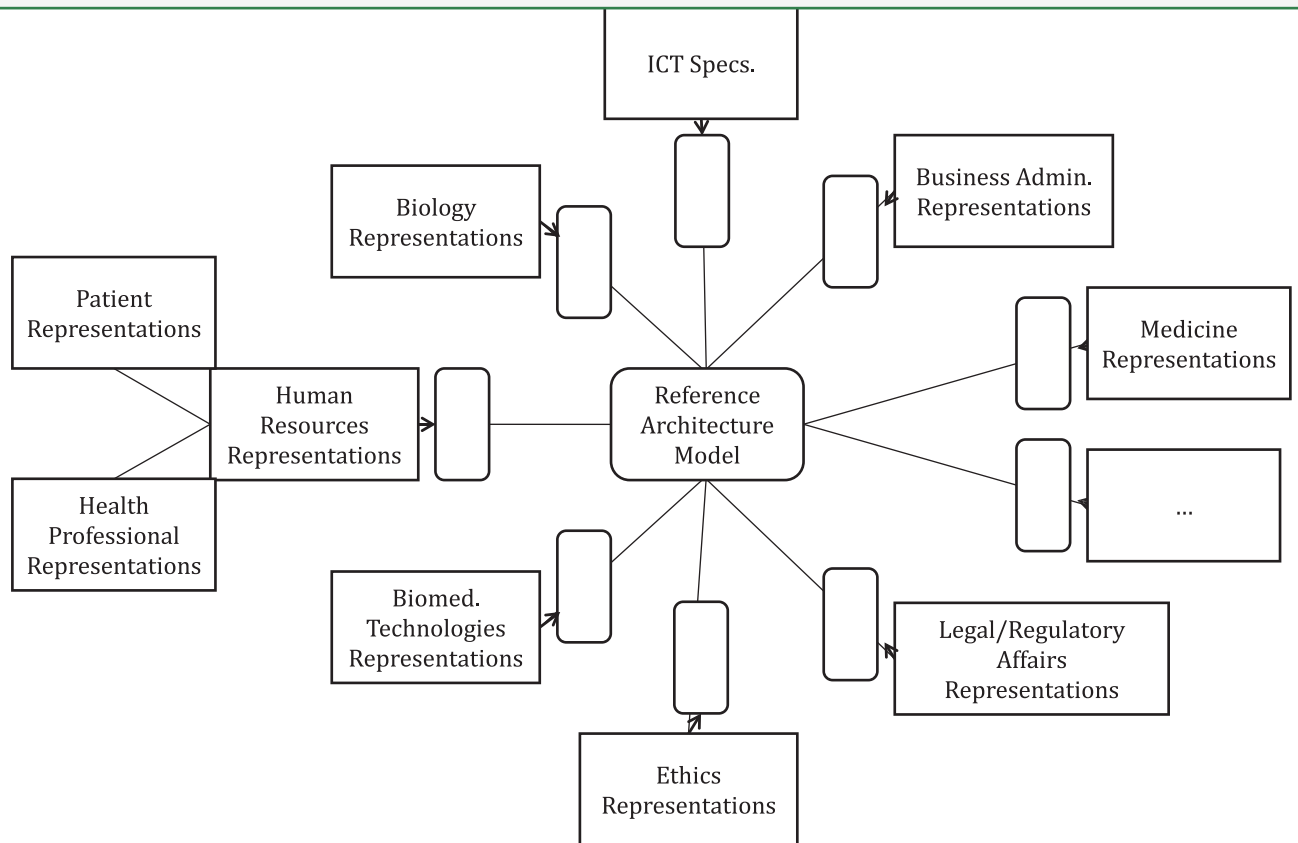 ICT Specs.
Business Admin.
Representations
Biology
Representations
Patient
Representations
Medicine
Representations
Human
Resources
Representations
Reference
Architecture
Model
Health
Professional
Representations
...
Biomed.
Technologies
Representations
Legal/Regulatory
Affairs
Representations
Ethics
Representations